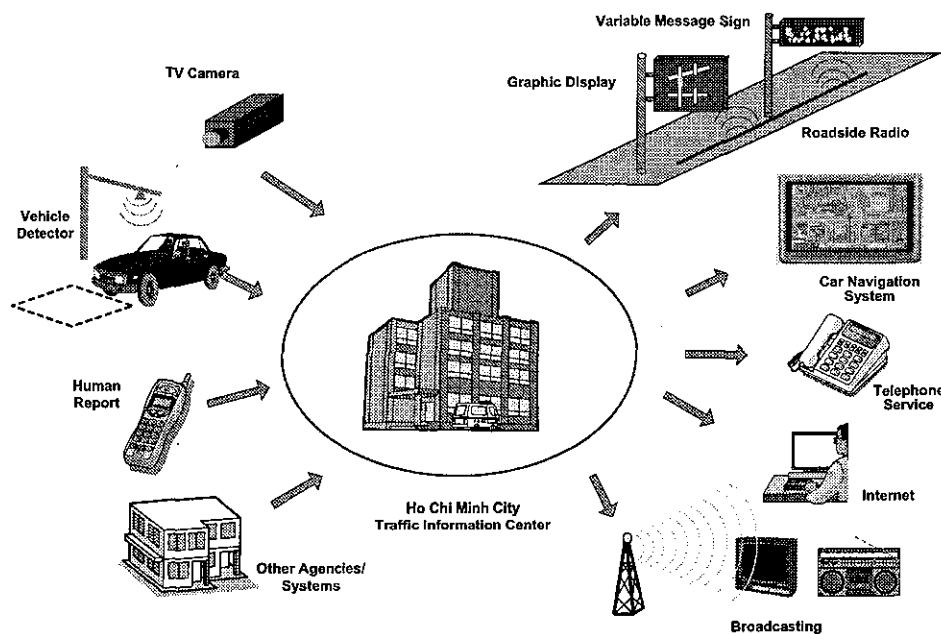 Variable Message Sign
TV Camera
Graphic Display
Roadside Radio
Vehicle
Detector
Car Navigation
System
Human
Report
Telephone
Service
Internet
Ho Chi Minh City
Traffic Information Center
Other Agencies/
Systems
Broadcasting